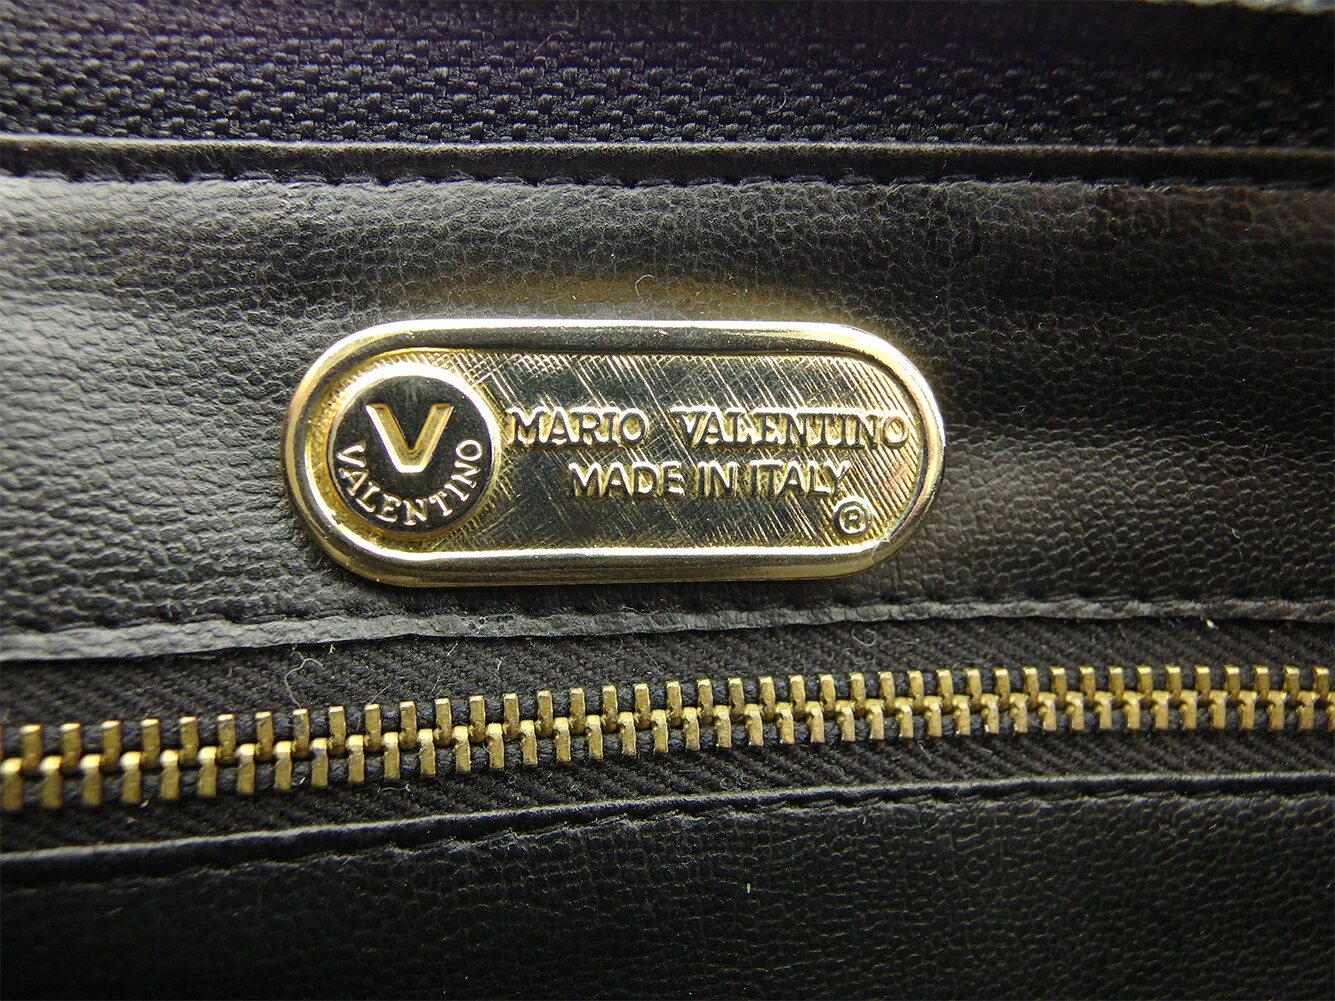 V
VALENTINO
MARIO VALENTINO
MADE IN ITALY
®